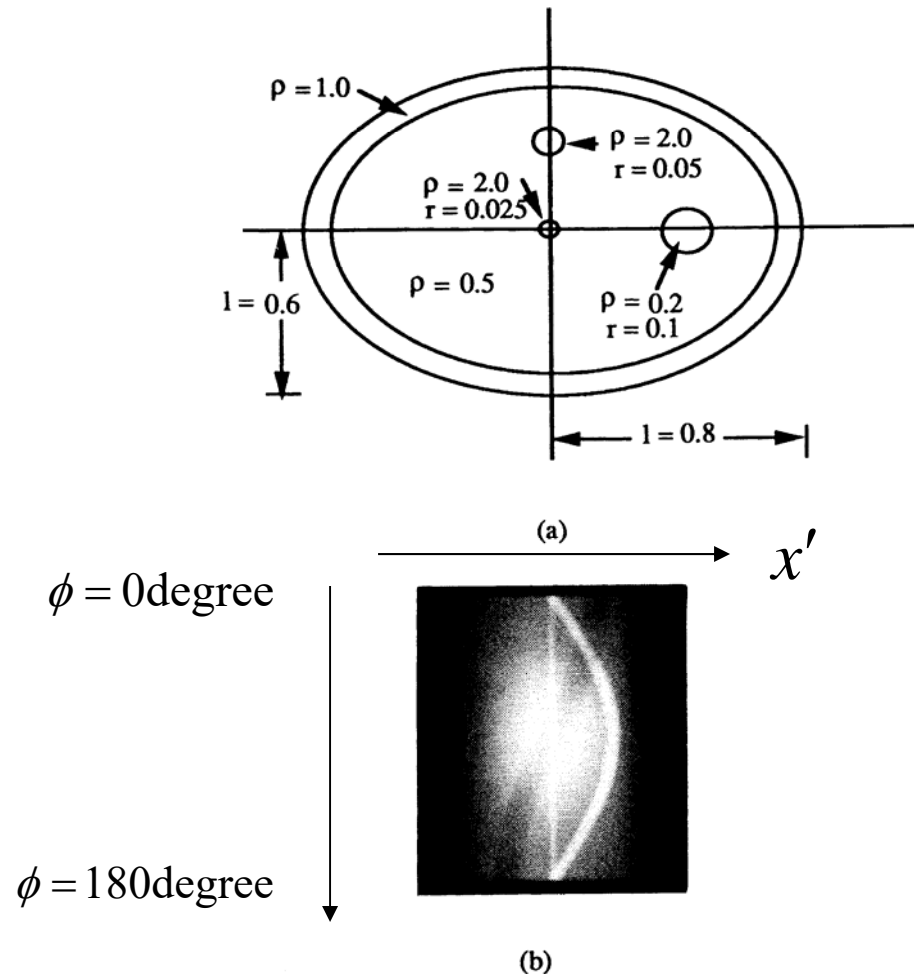 ρ = 1.0
ρ = 2.0
r = 0.05
ρ = 2.0
r = 0.025
l = 0.6
ρ = 0.5
ρ = 0.2
r = 0.1
l = 0.8
(a)
x′
ϕ = 0degree
ϕ = 180degree
(b)